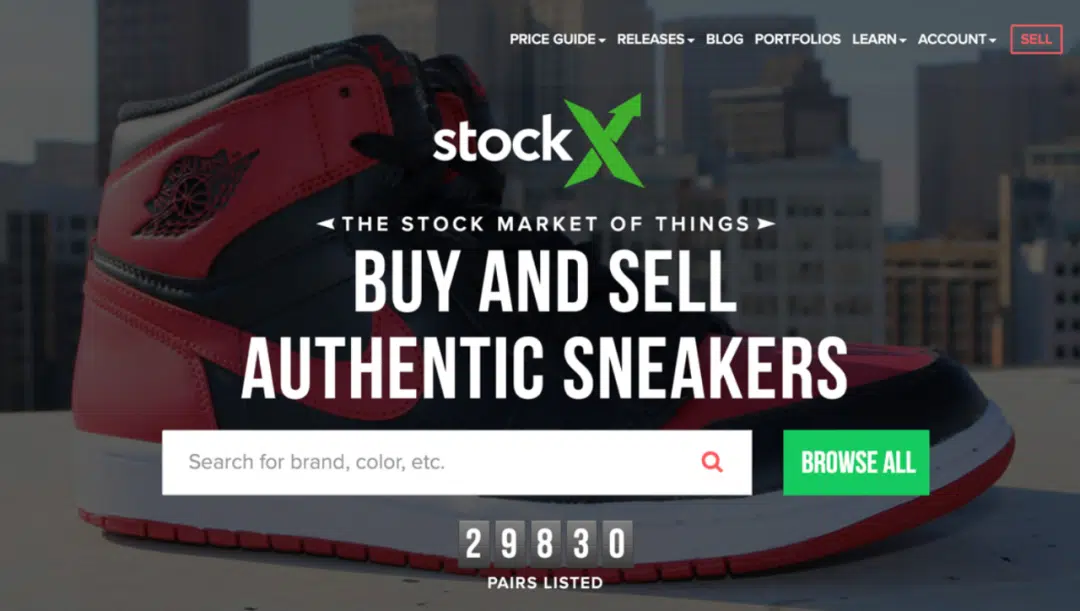 PRICE GUIDE RELEASES BLOG PORTFOLIOS LEARN ACCOUNT SELL
stockX
THE STOCK MARKET OF THINGS
BUY AND SELL
AUTHENTIC SNEAKERS
Search for brand, color, etc.
BROWSE ALL
29830
PAIRS LISTED